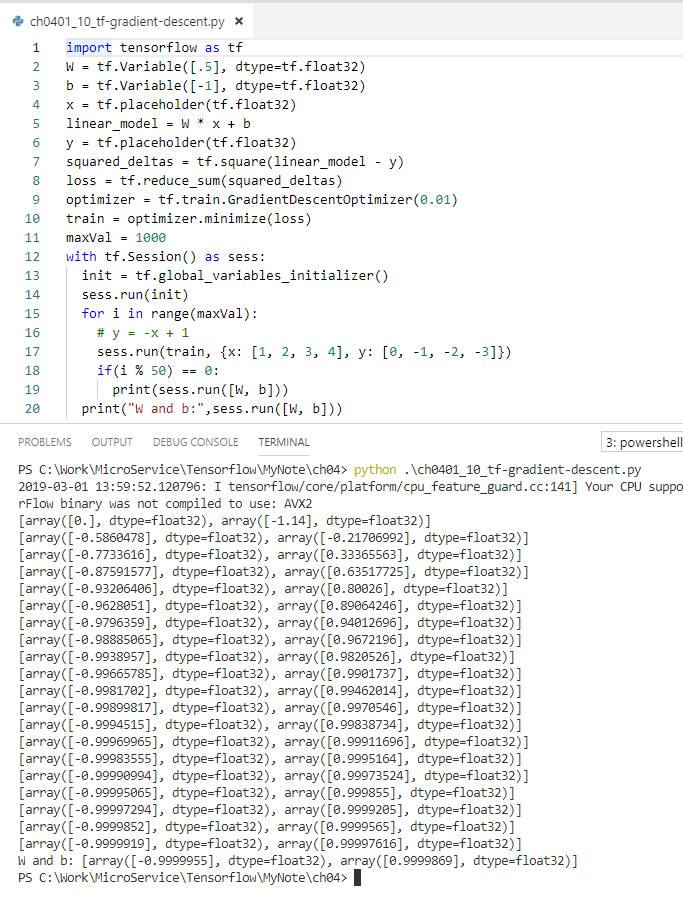 ch0401_10_tf-gradient-descent.py ×
1 import tensorflow as tf
2 W = tf.Variable([.5], dtype=tf.float32)
3 b = tf.Variable([-1], dtype=tf.float32)
4 x = tf.placeholder(tf.float32)
5 linear_model = W * x + b
6 y = tf.placeholder(tf.float32)
7 squared_deltas = tf.square(linear_model - y)
8 loss = tf.reduce_sum(squared_deltas)
9 optimizer = tf.train.GradientDescentOptimizer(0.01)
10 train = optimizer.minimize(loss)
11 maxVal = 1000
12 with tf.Session() as sess:
13   init = tf.global_variables_initializer()
14   sess.run(init)
15   for i in range(maxVal):
16     # y = -x + 1
17     sess.run(train, {x: [1, 2, 3, 4], y: [0, -1, -2, -3]})
18     if(i % 50) == 0:
19       print(sess.run([W, b]))
20   print("W and b:",sess.run([W, b]))
PROBLEMS OUTPUT DEBUG CONSOLE TERMINAL 3: powershell
PS C:\Work\MicroService\Tensorflow\MyNote\ch04> python .\ch0401_10_tf-gradient-descent.py
2019-03-01 13:59:52.120796: I tensorflow/core/platform/cpu_feature_guard.cc:141] Your CPU suppo
rFlow binary was not compiled to use: AVX2
[array([0.], dtype=float32), array([-1.14], dtype=float32)]
[array([-0.5860478], dtype=float32), array([-0.21706992], dtype=float32)]
[array([-0.7733616], dtype=float32), array([0.33365563], dtype=float32)]
[array([-0.87591577], dtype=float32), array([0.63517725], dtype=float32)]
[array([-0.93206406], dtype=float32), array([0.80026], dtype=float32)]
[array([-0.9628051], dtype=float32), array([0.89064246], dtype=float32)]
[array([-0.9796359], dtype=float32), array([0.94012696], dtype=float32)]
[array([-0.98885065], dtype=float32), array([0.9672196], dtype=float32)]
[array([-0.9938957], dtype=float32), array([0.9820526], dtype=float32)]
[array([-0.99665785], dtype=float32), array([0.9901737], dtype=float32)]
[array([-0.9981702], dtype=float32), array([0.99462014], dtype=float32)]
[array([-0.99899817], dtype=float32), array([0.9970546], dtype=float32)]
[array([-0.9994515], dtype=float32), array([0.99838734], dtype=float32)]
[array([-0.99969965], dtype=float32), array([0.99911696], dtype=float32)]
[array([-0.99983555], dtype=float32), array([0.9995164], dtype=float32)]
[array([-0.99990994], dtype=float32), array([0.99973524], dtype=float32)]
[array([-0.99995065], dtype=float32), array([0.999855], dtype=float32)]
[array([-0.99997294], dtype=float32), array([0.9999205], dtype=float32)]
[array([-0.9999852], dtype=float32), array([0.9999565], dtype=float32)]
[array([-0.9999919], dtype=float32), array([0.99997616], dtype=float32)]
W and b: [array([-0.9999955], dtype=float32), array([0.9999869], dtype=float32)]
PS C:\Work\MicroService\Tensorflow\MyNote\ch04>